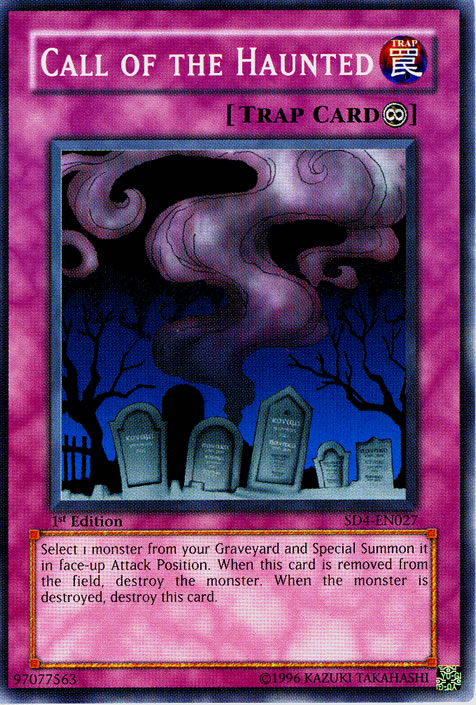 CALL OF THE HAUNTED
TRAP
罠
[TRAP CARD∞]
1st Edition
SD4-EN027
Select 1 monster from your Graveyard and Special Summon it
in face-up Attack Position. When this card is removed from
the field, destroy the monster. When the monster is
destroyed, destroy this card.
97077563
©1996 KAZUKI TAKAHASHI